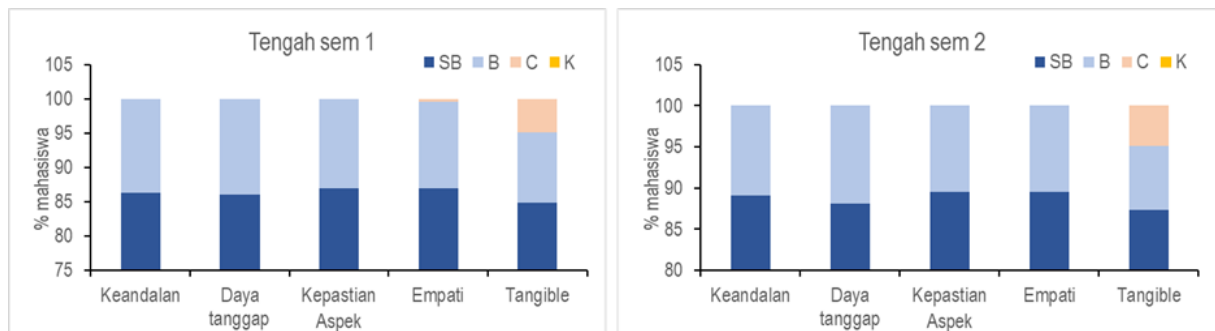 Tengah sem 1
SB B C K
105
100
95
90
85
80
75
% mahasiswa
Keandalan Daya tanggap Kepastian Empati Tangible
Aspek
Tengah sem 2
SB B C K
105
100
95
90
85
80
% mahasiswa
Keandalan Daya tanggap Kepastian Empati Tangible
Aspek